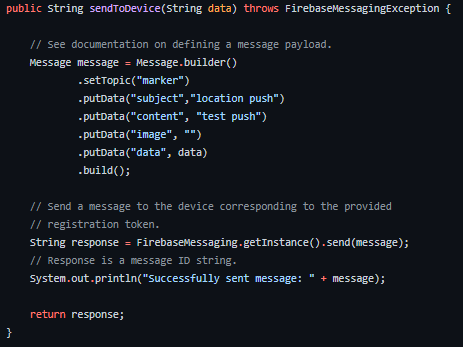 public String sendToDevice(String data) throws FirebaseMessagingException {
// See documentation on defining a message payload.
Message message = Message.builder()
.setTopic("marker")
.putData("subject","location push")
.putData("content", "test push")
.putData("image", "")
.putData("data", data)
.build();
// Send a message to the device corresponding to the provided
// registration token.
String response = FirebaseMessaging.getInstance().send(message);
// Response is a message ID string.
System.out.println("Successfully sent message: " + message);
return response;
}